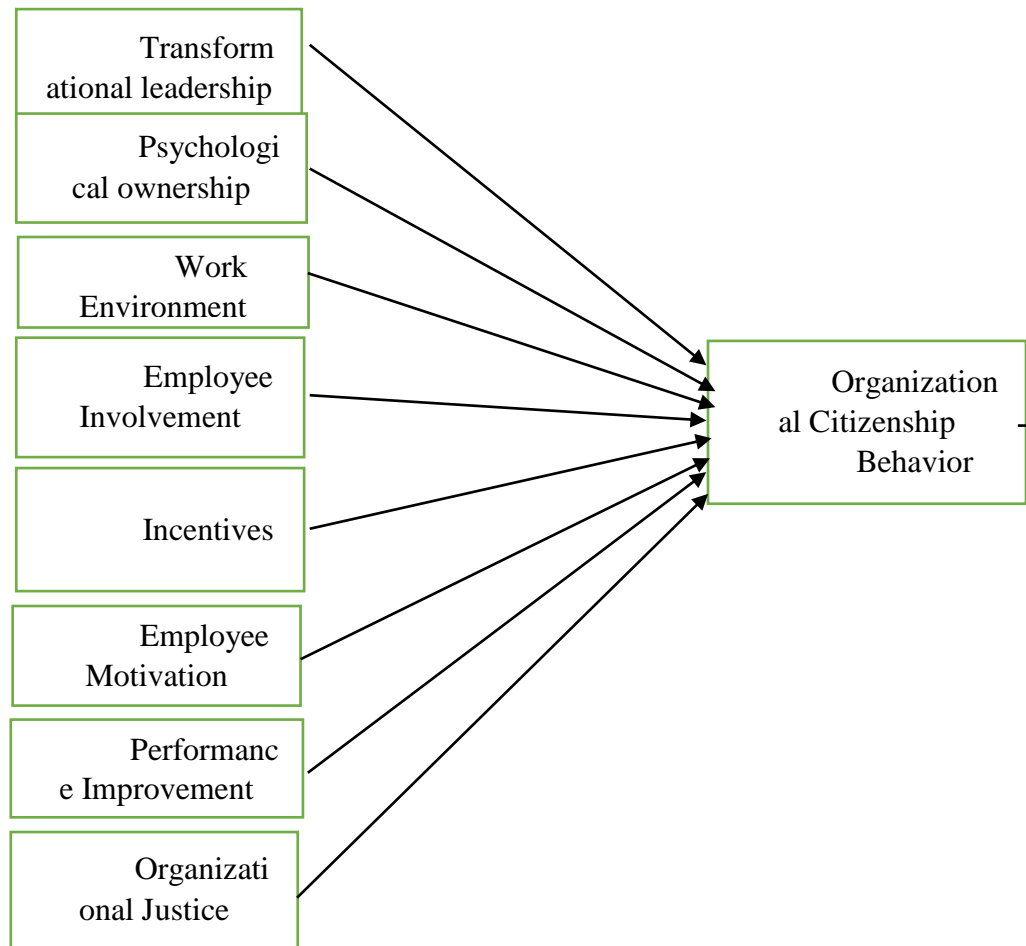 Transform
ational leadership
Psychologi
cal ownership
Work
Environment
Employee
Involvement
Incentives
Employee
Motivation
Performanc
e Improvement
Organizati
onal Justice
Organization
al Citizenship
Behavior